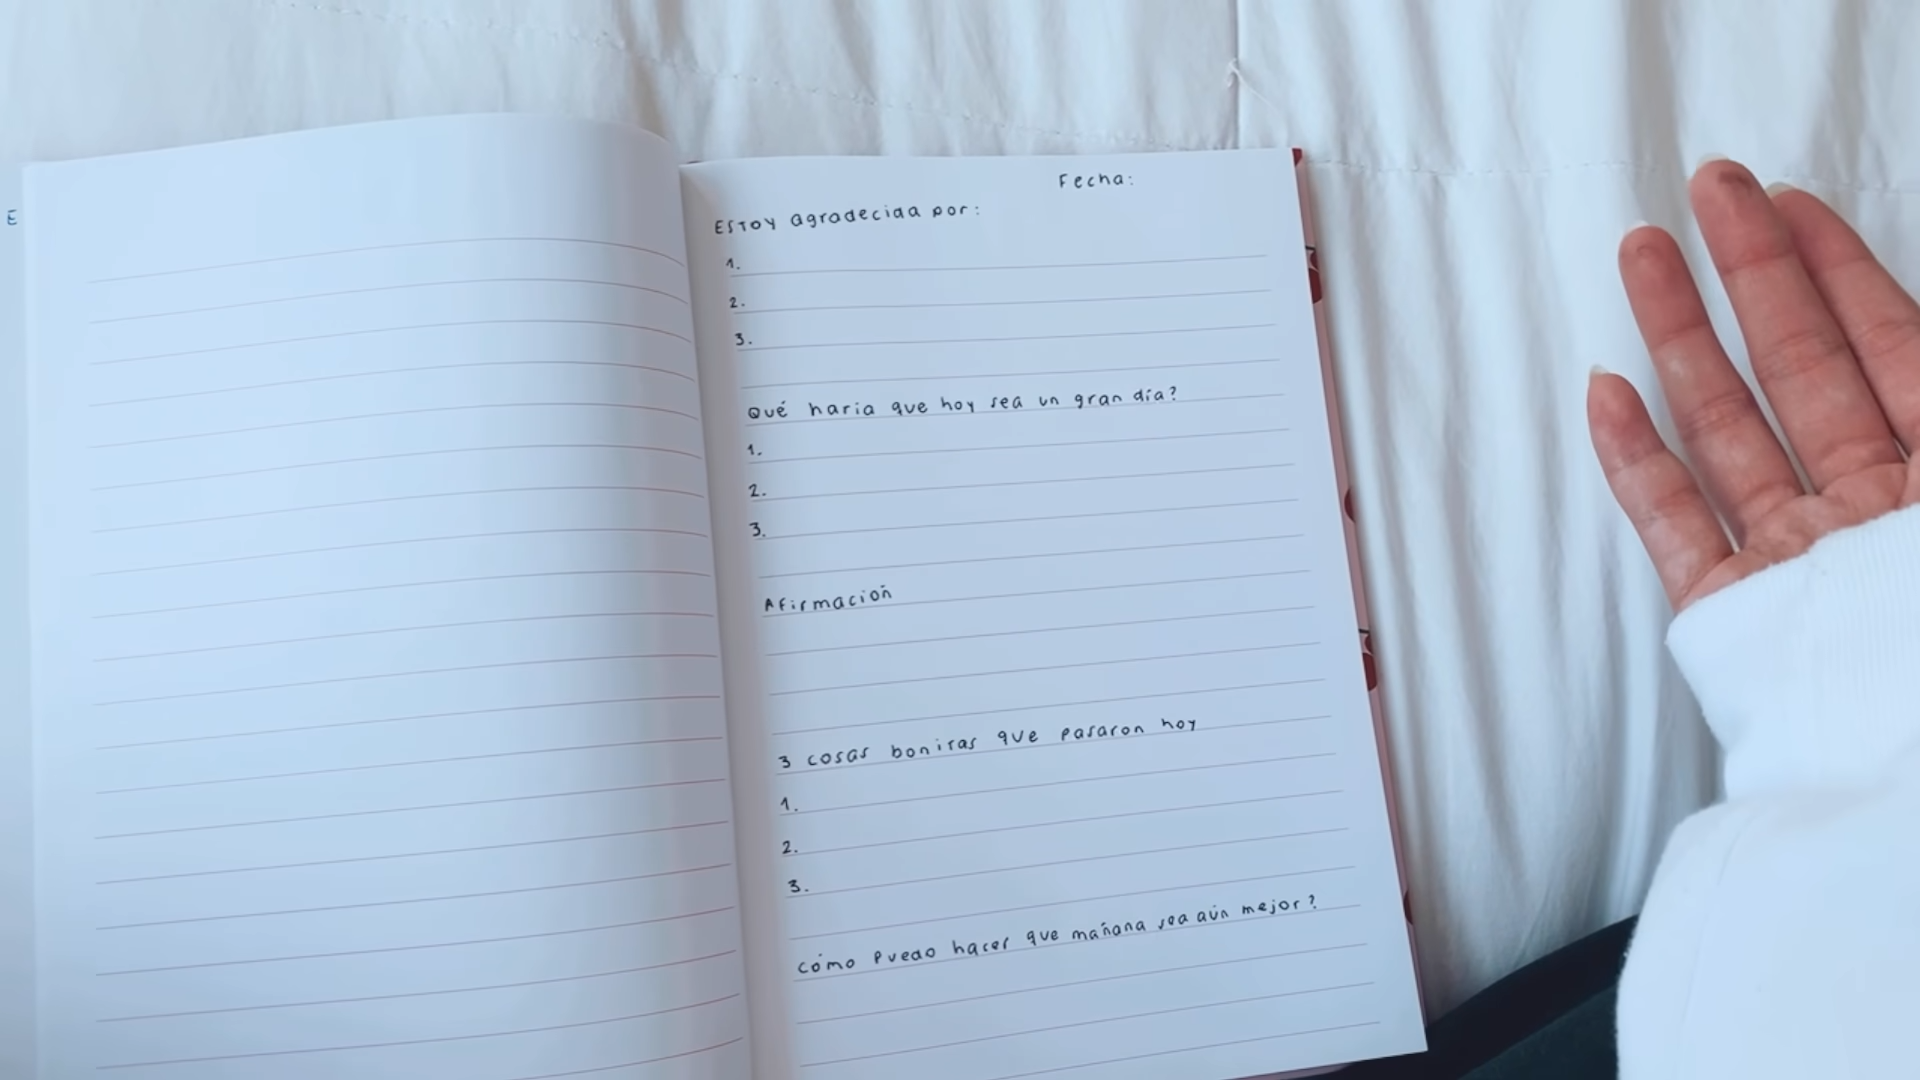 E
Fecha:
Estoy agradecida por:
1.
2.
3.
Qué haria que hoy sea un gran día?
1.
2.
3.
Afirmación
3 cosas bonitas que pasaron hoy
1.
2.
3.
Cómo puedo hacer que mañana sea aún mejor?